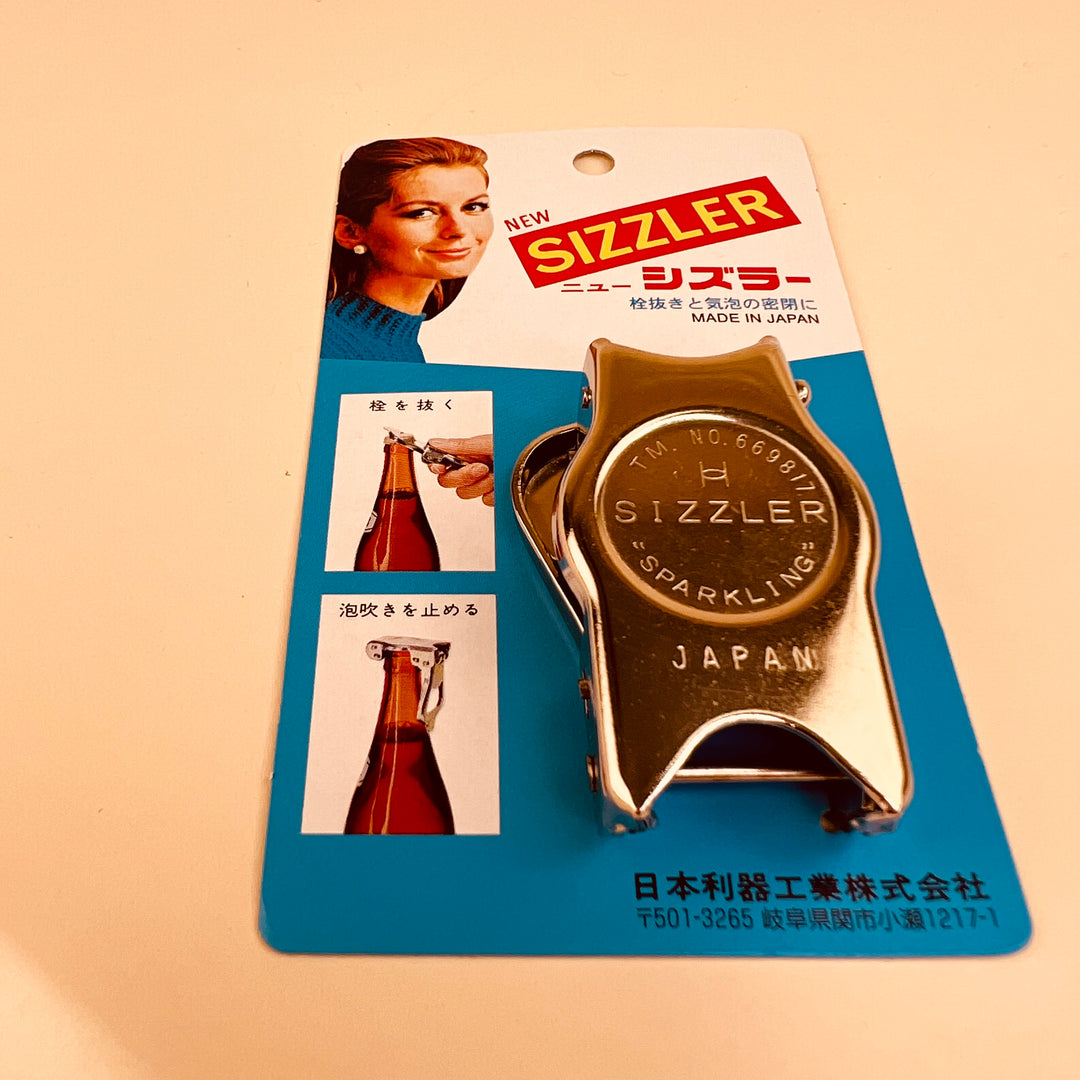 NEW
SIZZLER
ニュー シズラー
栓抜きと気泡の密閉に
MADE IN JAPAN
栓を抜く
泡吹きを止める
TM. NO. 669817
SIZZLER
"SPARKLING"
JAPAN
日本利器工業株式会社
〒501-3265 岐阜県関市小瀬1217-1